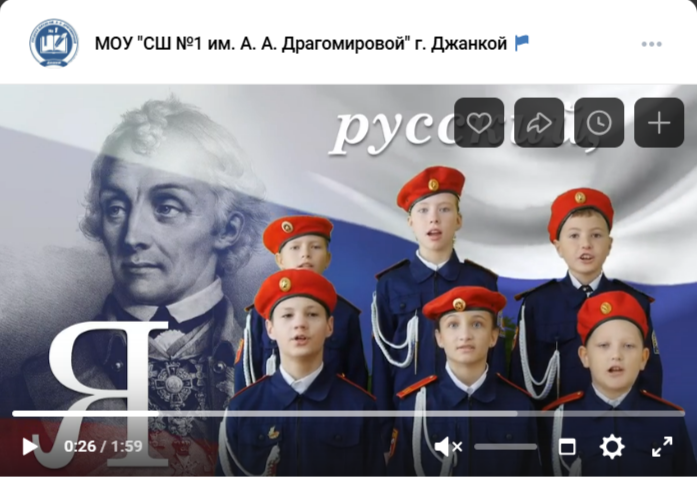 МОУ "СШ №1 им. А. А. Драгомировой" г. Джанкой
Я
0:26 / 1:59